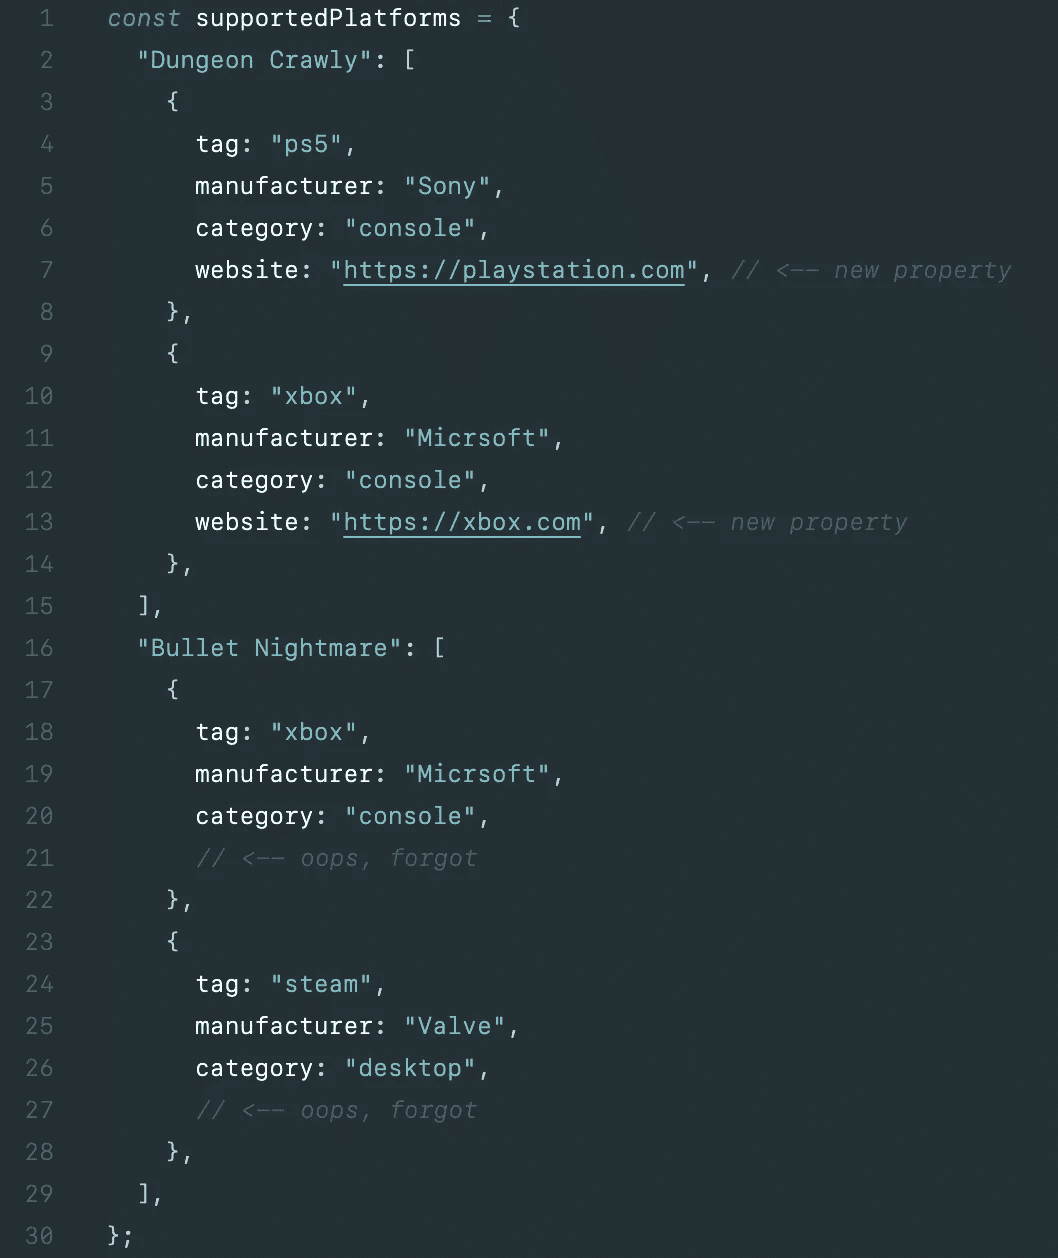 1 const supportedPlatforms = {
2 "Dungeon Crawly": [
3 {
4 tag: "ps5",
5 manufacturer: "Sony",
6 category: "console",
7 website: "https://playstation.com", // <-- new property
8 },
9 {
10 tag: "xbox",
11 manufacturer: "Micrsoft",
12 category: "console",
13 website: "https://xbox.com", // <-- new property
14 },
15 ],
16 "Bullet Nightmare": [
17 {
18 tag: "xbox",
19 manufacturer: "Micrsoft",
20 category: "console",
21 // <-- oops, forgot
22 },
23 {
24 tag: "steam",
25 manufacturer: "Valve",
26 category: "desktop",
27 // <-- oops, forgot
28 },
29 ],
30 };